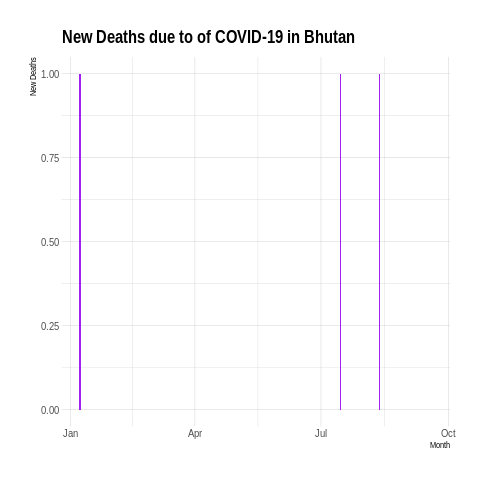 New Deaths due to of COVID-19 in Bhutan
New Deaths
1.00
0.75
0.50
0.25
0.00
Jan Apr Jul Oct
Month